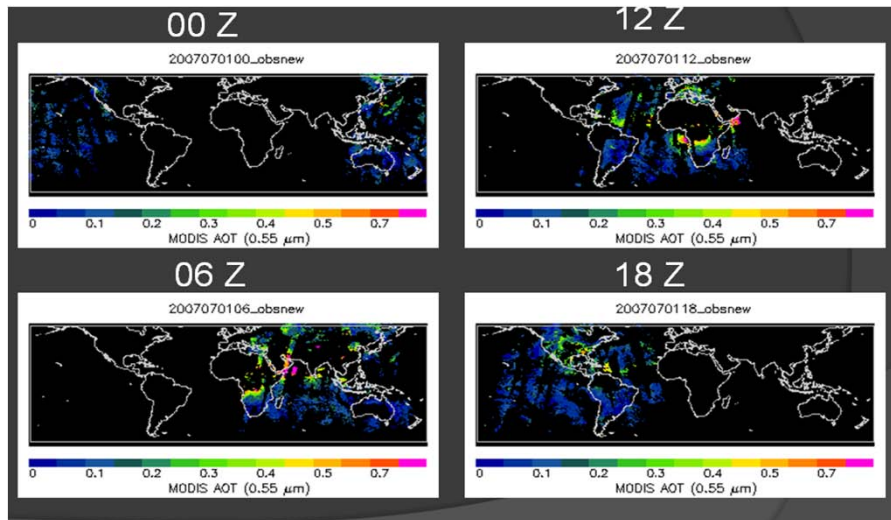 00 Z
2007070100_obsnew
0 0.1 0.2 0.3 0.4 0.5 0.7
MODIS AOT (0.55 μm)
12 Z
2007070112_obsnew
0 0.1 0.2 0.3 0.4 0.5 0.7
MODIS AOT (0.55 μm)
06 Z
2007070106_obsnew
0 0.1 0.2 0.3 0.4 0.5 0.7
MODIS AOT (0.55 μm)
18 Z
2007070118_obsnew
0 0.1 0.2 0.3 0.4 0.5 0.7
MODIS AOT (0.55 μm)